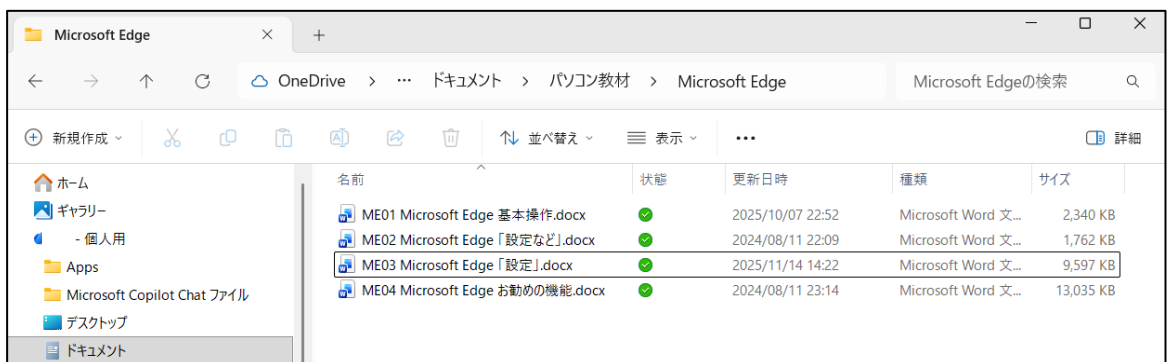 Microsoft Edge
OneDrive > … ドキュメント > パソコン教材 > Microsoft Edge Microsoft Edgeの検索
新規作成 並べ替え 表示 … 詳細
名前 状態 更新日時 種類 サイズ
ホーム
ギャラリー
- 個人用
Apps
Microsoft Copilot Chat ファイル
デスクトップ
ドキュメント
ME01 Microsoft Edge 基本操作.docx 2025/10/07 22:52 Microsoft Word 文... 2,340 KB
ME02 Microsoft Edge「設定など」.docx 2024/08/11 22:09 Microsoft Word 文... 1,762 KB
ME03 Microsoft Edge「設定」.docx 2025/11/14 14:22 Microsoft Word 文... 9,597 KB
ME04 Microsoft Edge お勧めの機能.docx 2024/08/11 23:14 Microsoft Word 文... 13,035 KB